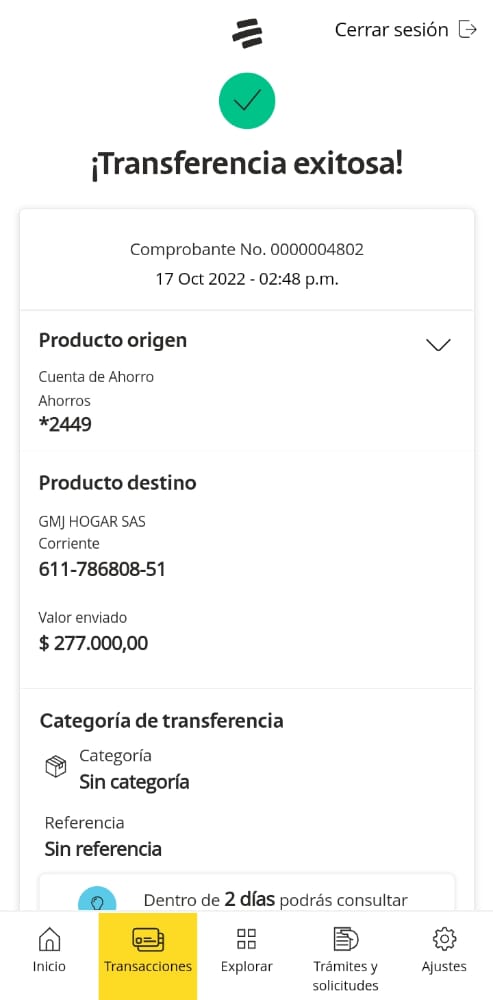 Cerrar sesión
¡Transferencia exitosa!
Comprobante No. 0000004802
17 Oct 2022 - 02:48 p.m.
Producto origen
Cuenta de Ahorro
Ahorros
*2449
Producto destino
GMJ HOGAR SAS
Corriente
611-786808-51
Valor enviado
$ 277.000,00
Categoría de transferencia
Categoría
Sin categoría
Referencia
Sin referencia
Dentro de 2 días podrás consultar
Inicio
Transacciones
Explorar
Trámites y
solicitudes
Ajustes